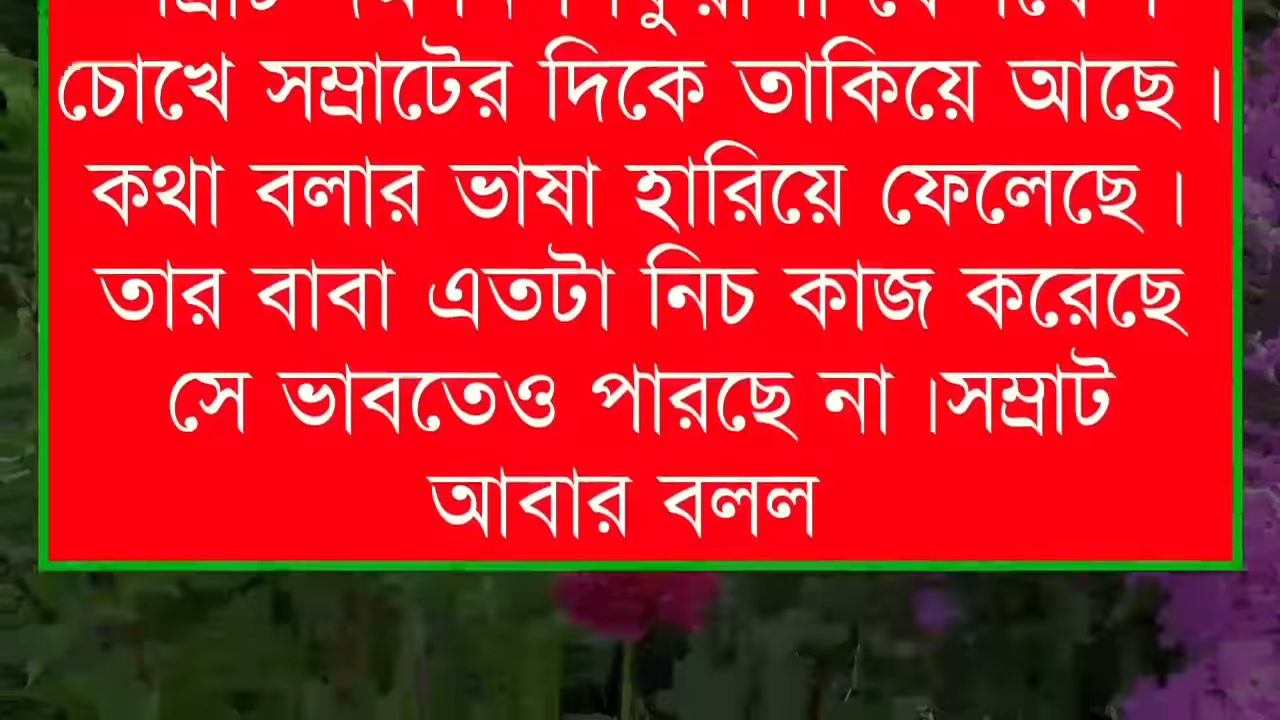 চোখে সম্রাটের দিকে তাকিয়ে আছে ।
কথা বলার ভাষা হারিয়ে ফেলেছে ।
তার বাবা এতটা নিচ কাজ করেছে
সে ভাবতেও পারছে না ।সম্রাট
আবার বলল